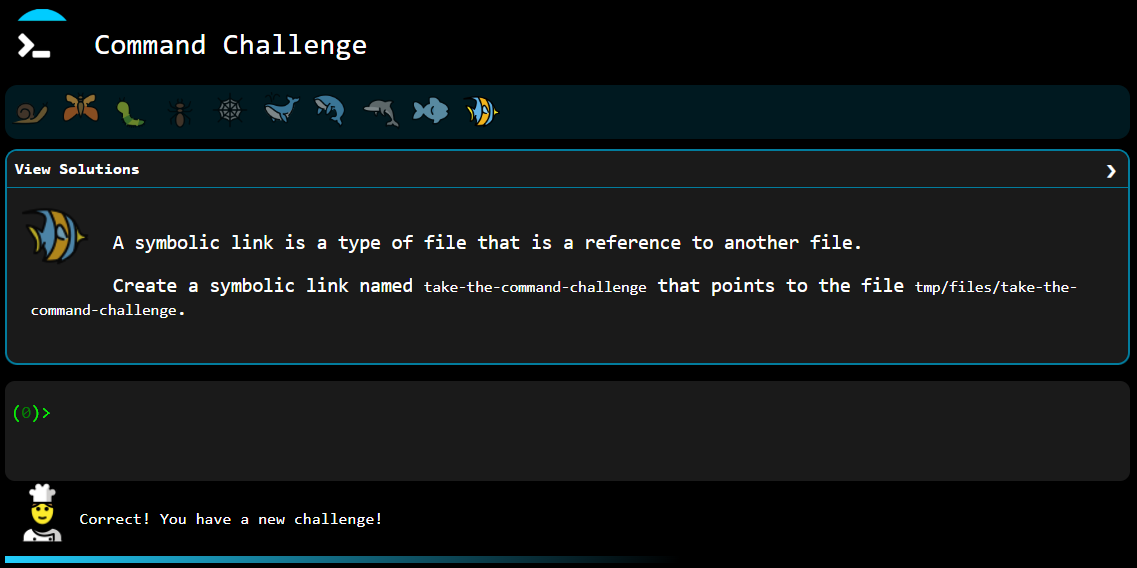 Command Challenge
View Solutions
A symbolic link is a type of file that is a reference to another file.
Create a symbolic link named take-the-command-challenge that points to the file tmp/files/take-the-
command-challenge.
(0)>
Correct! You have a new challenge!